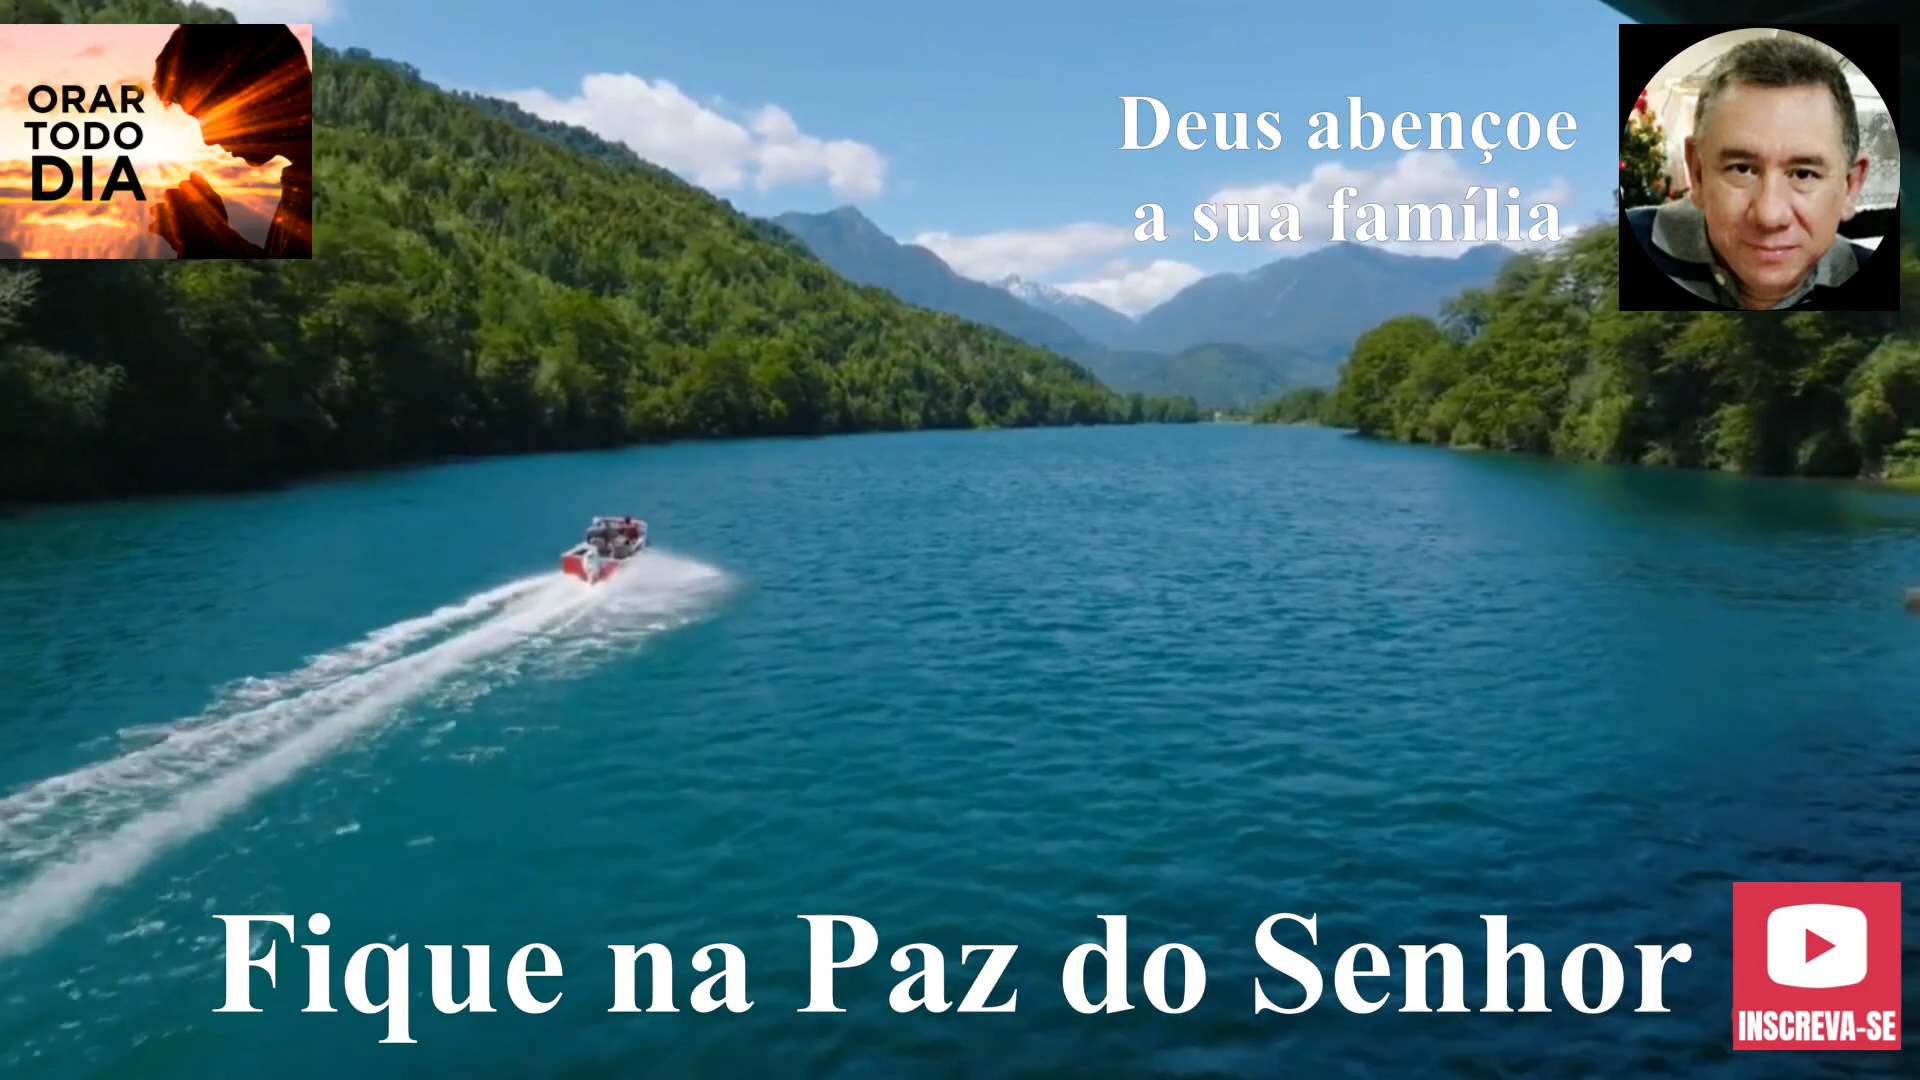 ORAR
TODO
DIA
Deus abençoe
a sua família
Fique na Paz do Senhor
INSCREVA-SE